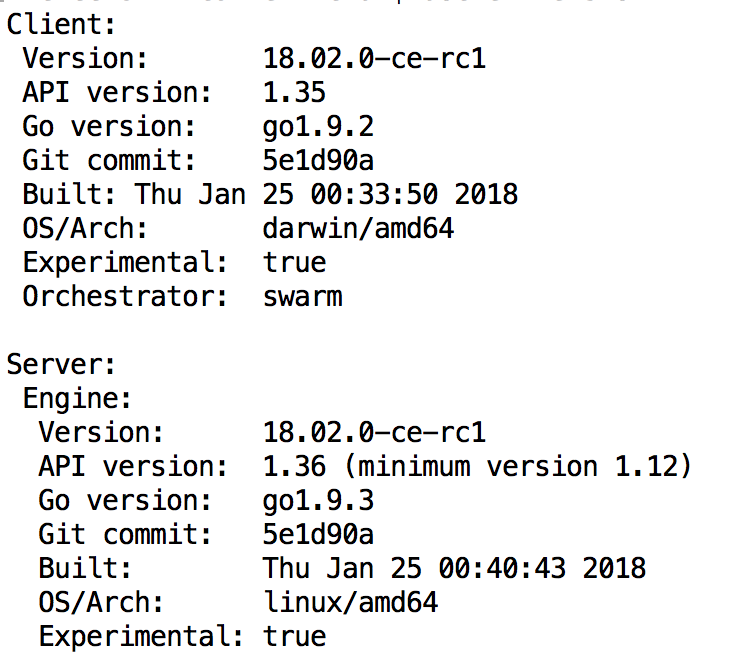 Client:
 Version:       18.02.0-ce-rc1
 API version:   1.35
 Go version:    go1.9.2
 Git commit:    5e1d90a
 Built: Thu Jan 25 00:33:50 2018
 OS/Arch:       darwin/amd64
 Experimental:  true
 Orchestrator:  swarm

Server:
 Engine:
  Version:      18.02.0-ce-rc1
  API version:  1.36 (minimum version 1.12)
  Go version:   go1.9.3
  Git commit:   5e1d90a
  Built:        Thu Jan 25 00:40:43 2018
  OS/Arch:      linux/amd64
  Experimental: true